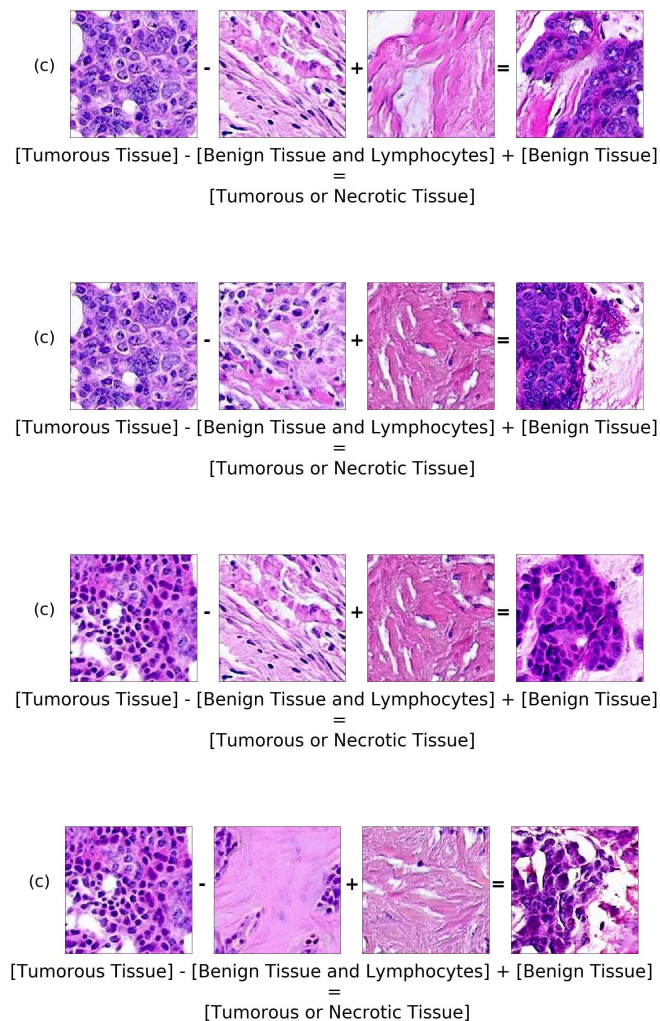 (c) - + =
[Tumorous Tissue] - [Benign Tissue and Lymphocytes] + [Benign Tissue]
=
[Tumorous or Necrotic Tissue]
(c) - + =
[Tumorous Tissue] - [Benign Tissue and Lymphocytes] + [Benign Tissue]
=
[Tumorous or Necrotic Tissue]
(c) - + =
[Tumorous Tissue] - [Benign Tissue and Lymphocytes] + [Benign Tissue]
=
[Tumorous or Necrotic Tissue]
(c) - + =
[Tumorous Tissue] - [Benign Tissue and Lymphocytes] + [Benign Tissue]
=
[Tumorous or Necrotic Tissue]